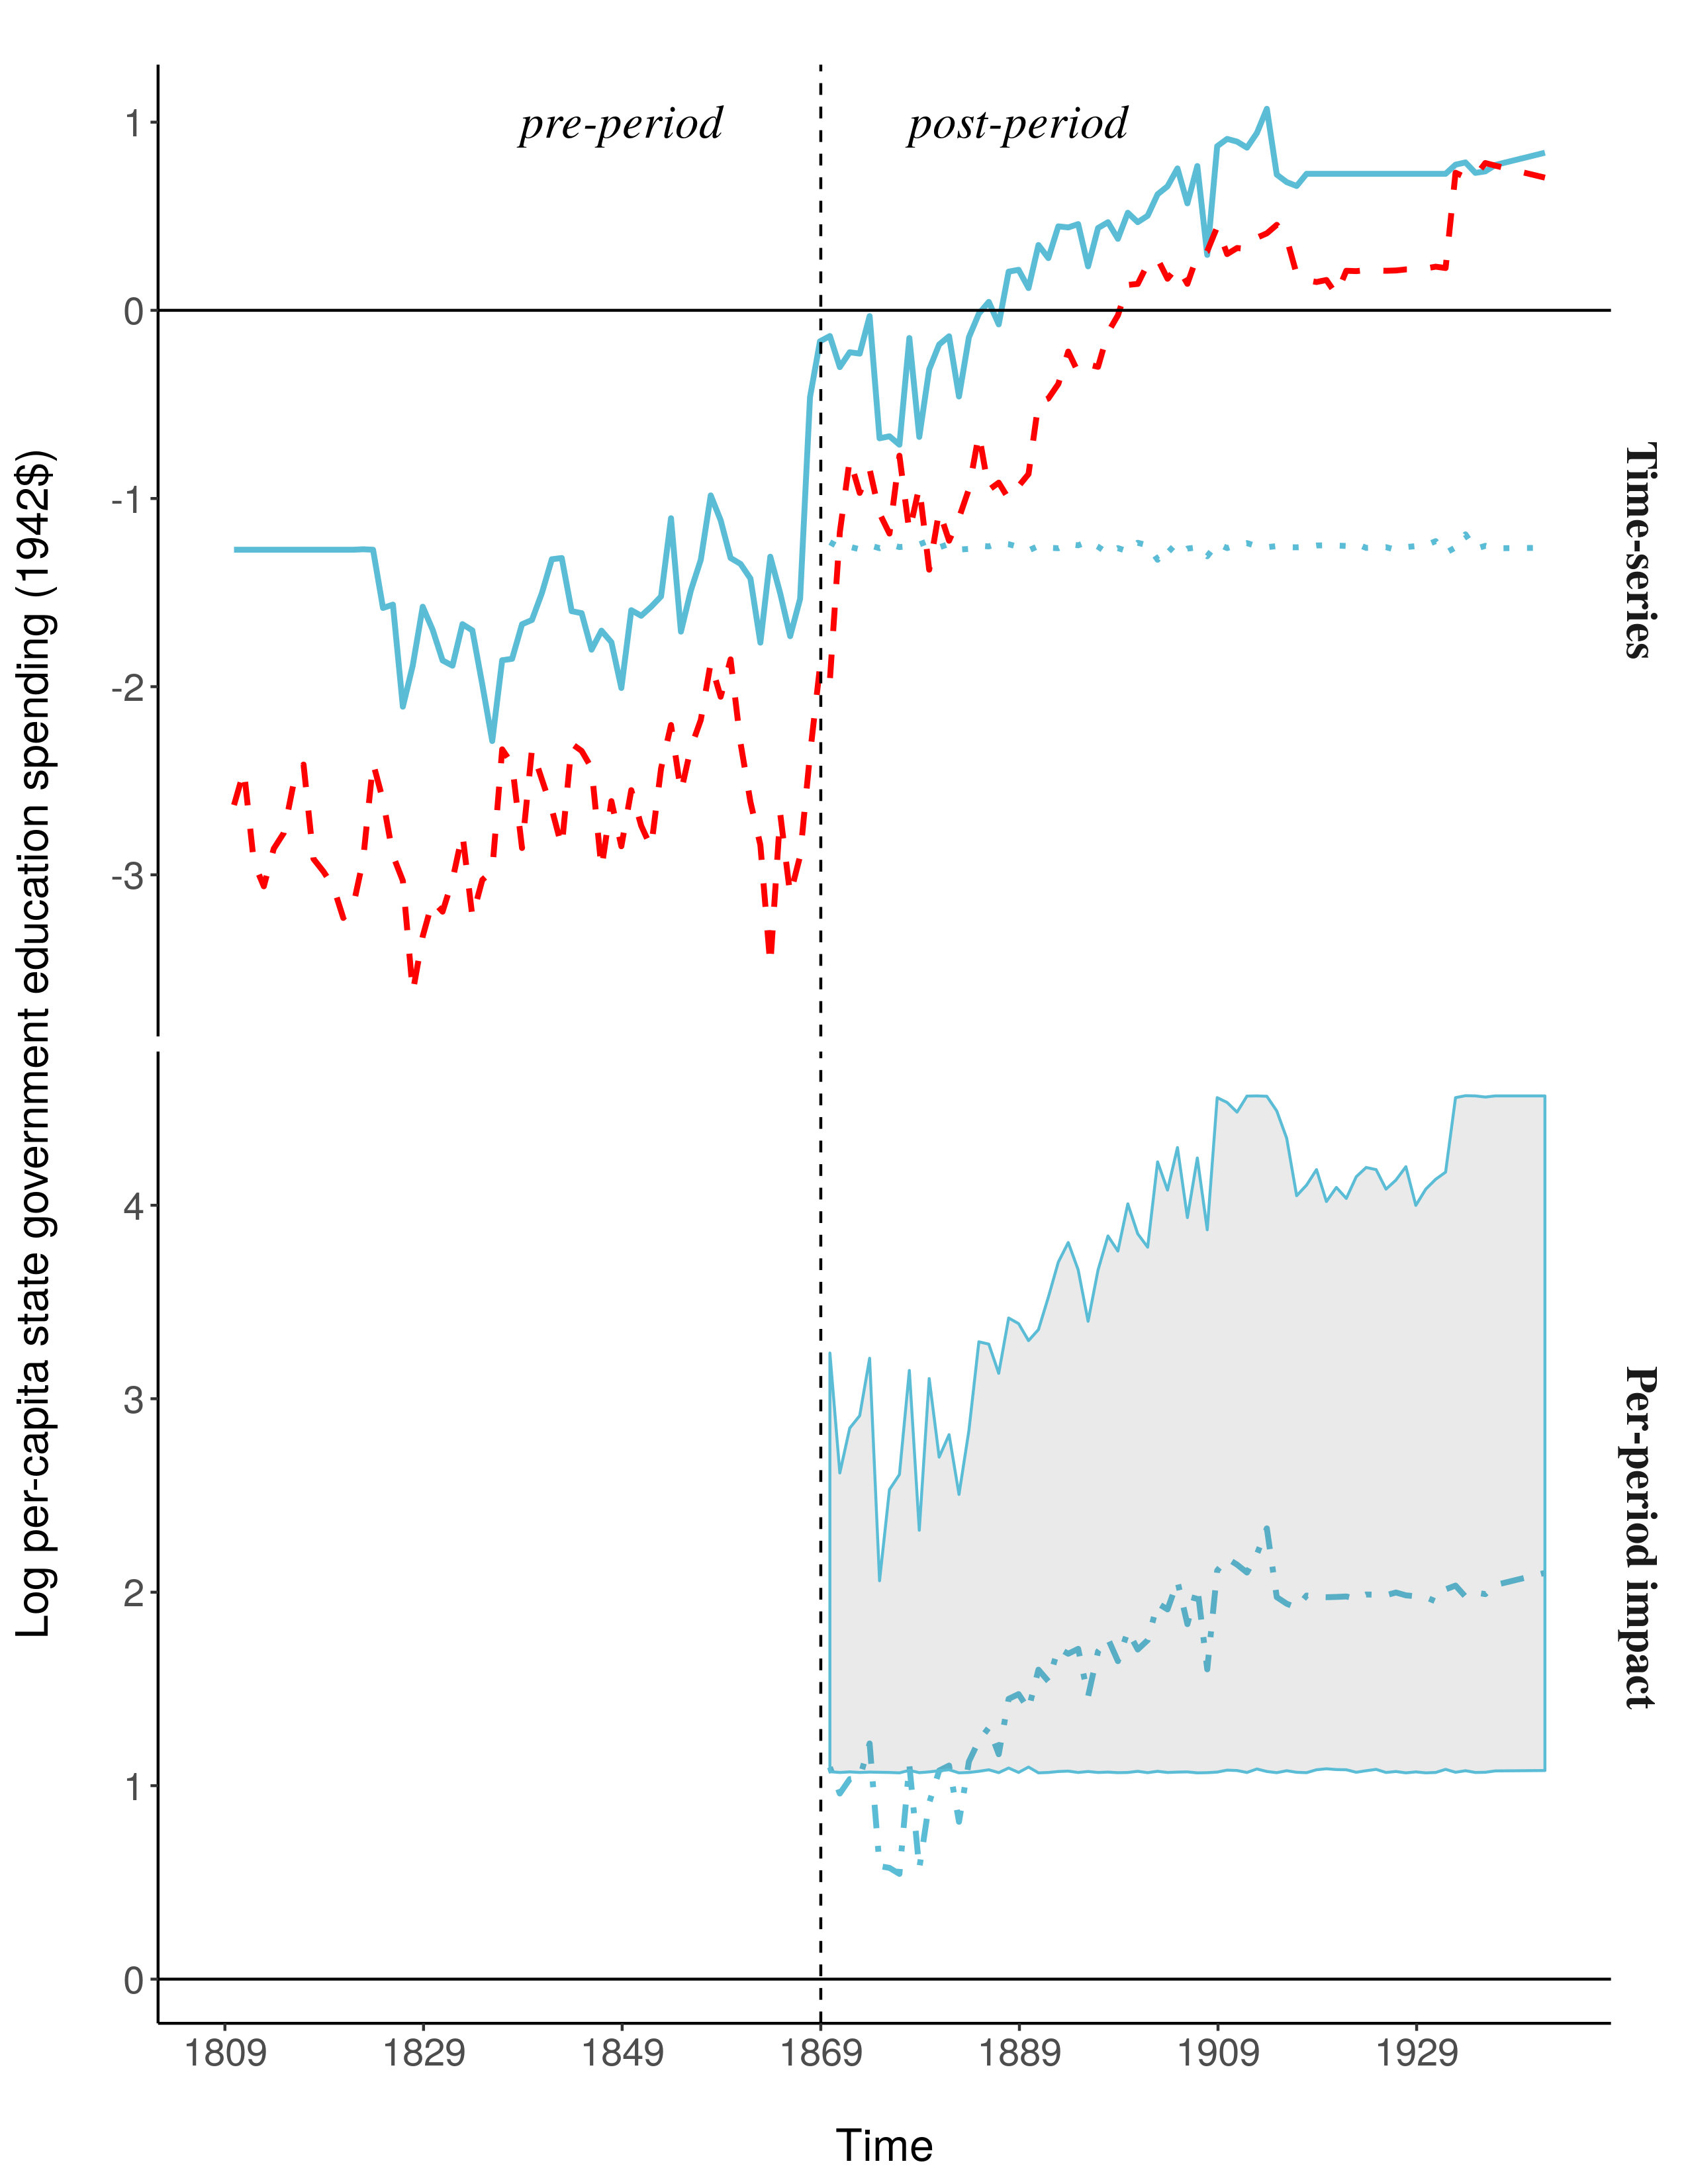 Log per-capita state government education spending (1942$)
pre-period
post-period
1
0
-1
-2
-3
Time-series
4
3
2
1
0
Per-period impact
1809 1829 1849 1869 1889 1909 1929
Time